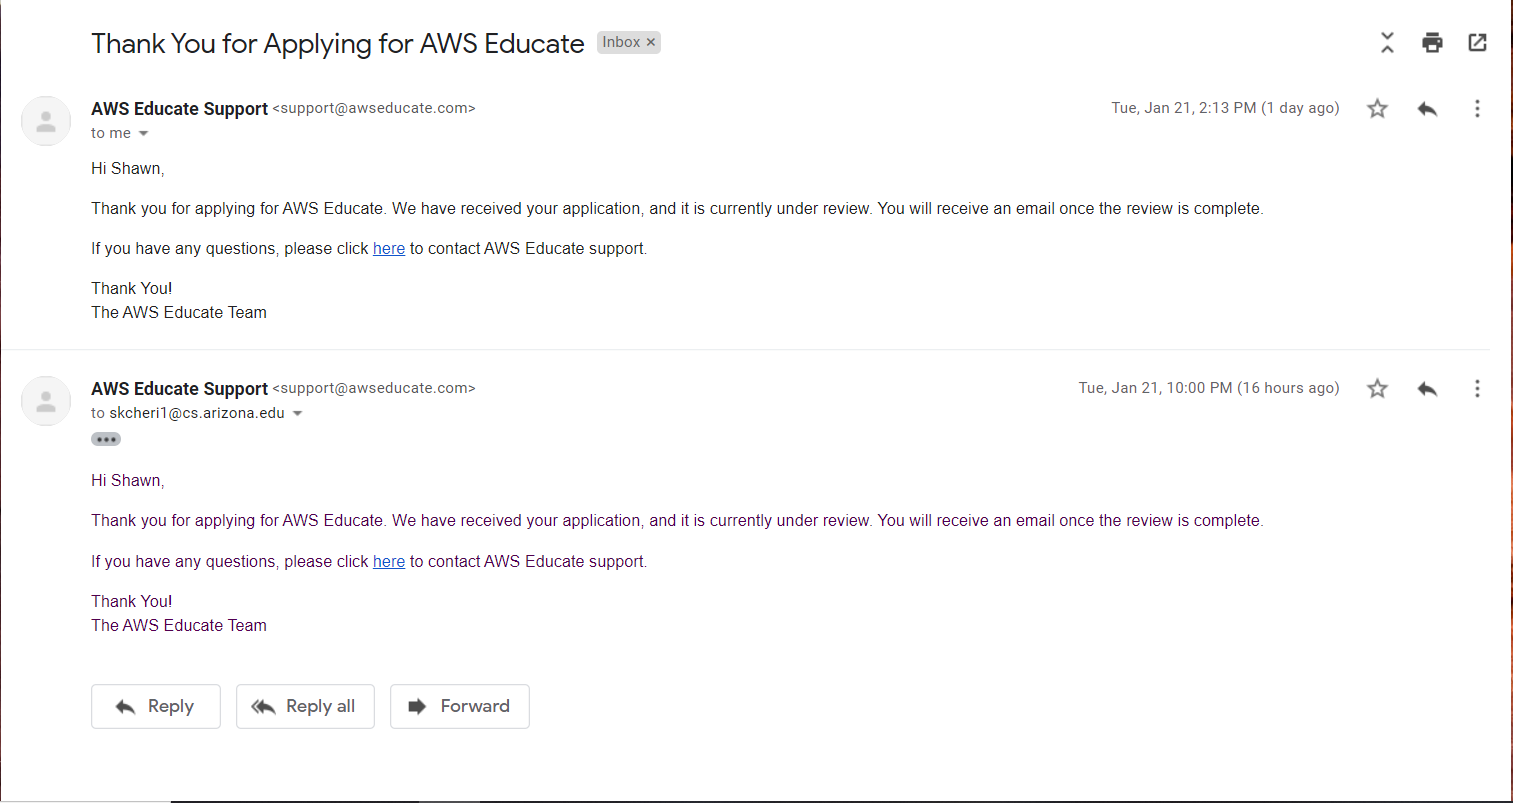 Thank You for Applying for AWS Educate Inbox ×
AWS Educate Support <support@awseducate.com> Tue, Jan 21, 2:13 PM (1 day ago)
to me
Hi Shawn,
Thank you for applying for AWS Educate. We have received your application, and it is currently under review. You will receive an email once the review is complete.
If you have any questions, please click here to contact AWS Educate support.
Thank You!
The AWS Educate Team
AWS Educate Support <support@awseducate.com> Tue, Jan 21, 10:00 PM (16 hours ago)
to skcheri1@cs.arizona.edu
Hi Shawn,
Thank you for applying for AWS Educate. We have received your application, and it is currently under review. You will receive an email once the review is complete.
If you have any questions, please click here to contact AWS Educate support.
Thank You!
The AWS Educate Team
Reply Reply all Forward